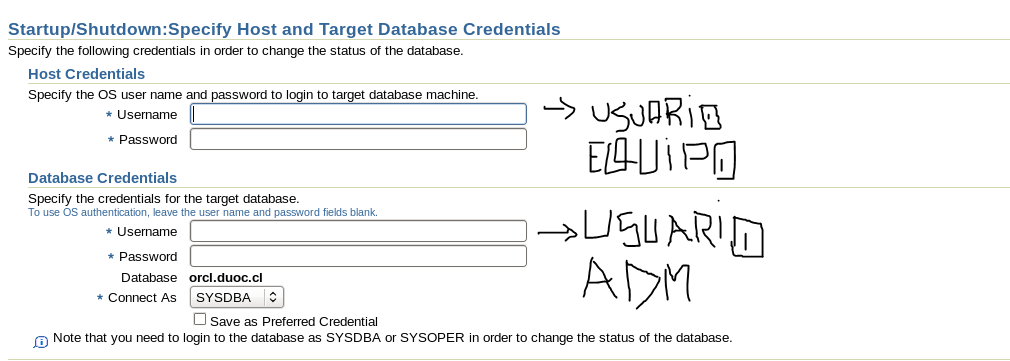 Startup/Shutdown:Specify Host and Target Database Credentials
Specify the following credentials in order to change the status of the database.
Host Credentials
Specify the OS user name and password to login to target database machine.
* Username
* Password
USUARIO
EQUIPO
Database Credentials
Specify the credentials for the target database.
To use OS authentication, leave the user name and password fields blank.
* Username
* Password
USUARIO
ADM
Database orcl.duoc.cl
* Connect As SYSDBA
Save as Preferred Credential
Note that you need to login to the database as SYSDBA or SYSOPER in order to change the status of the database.